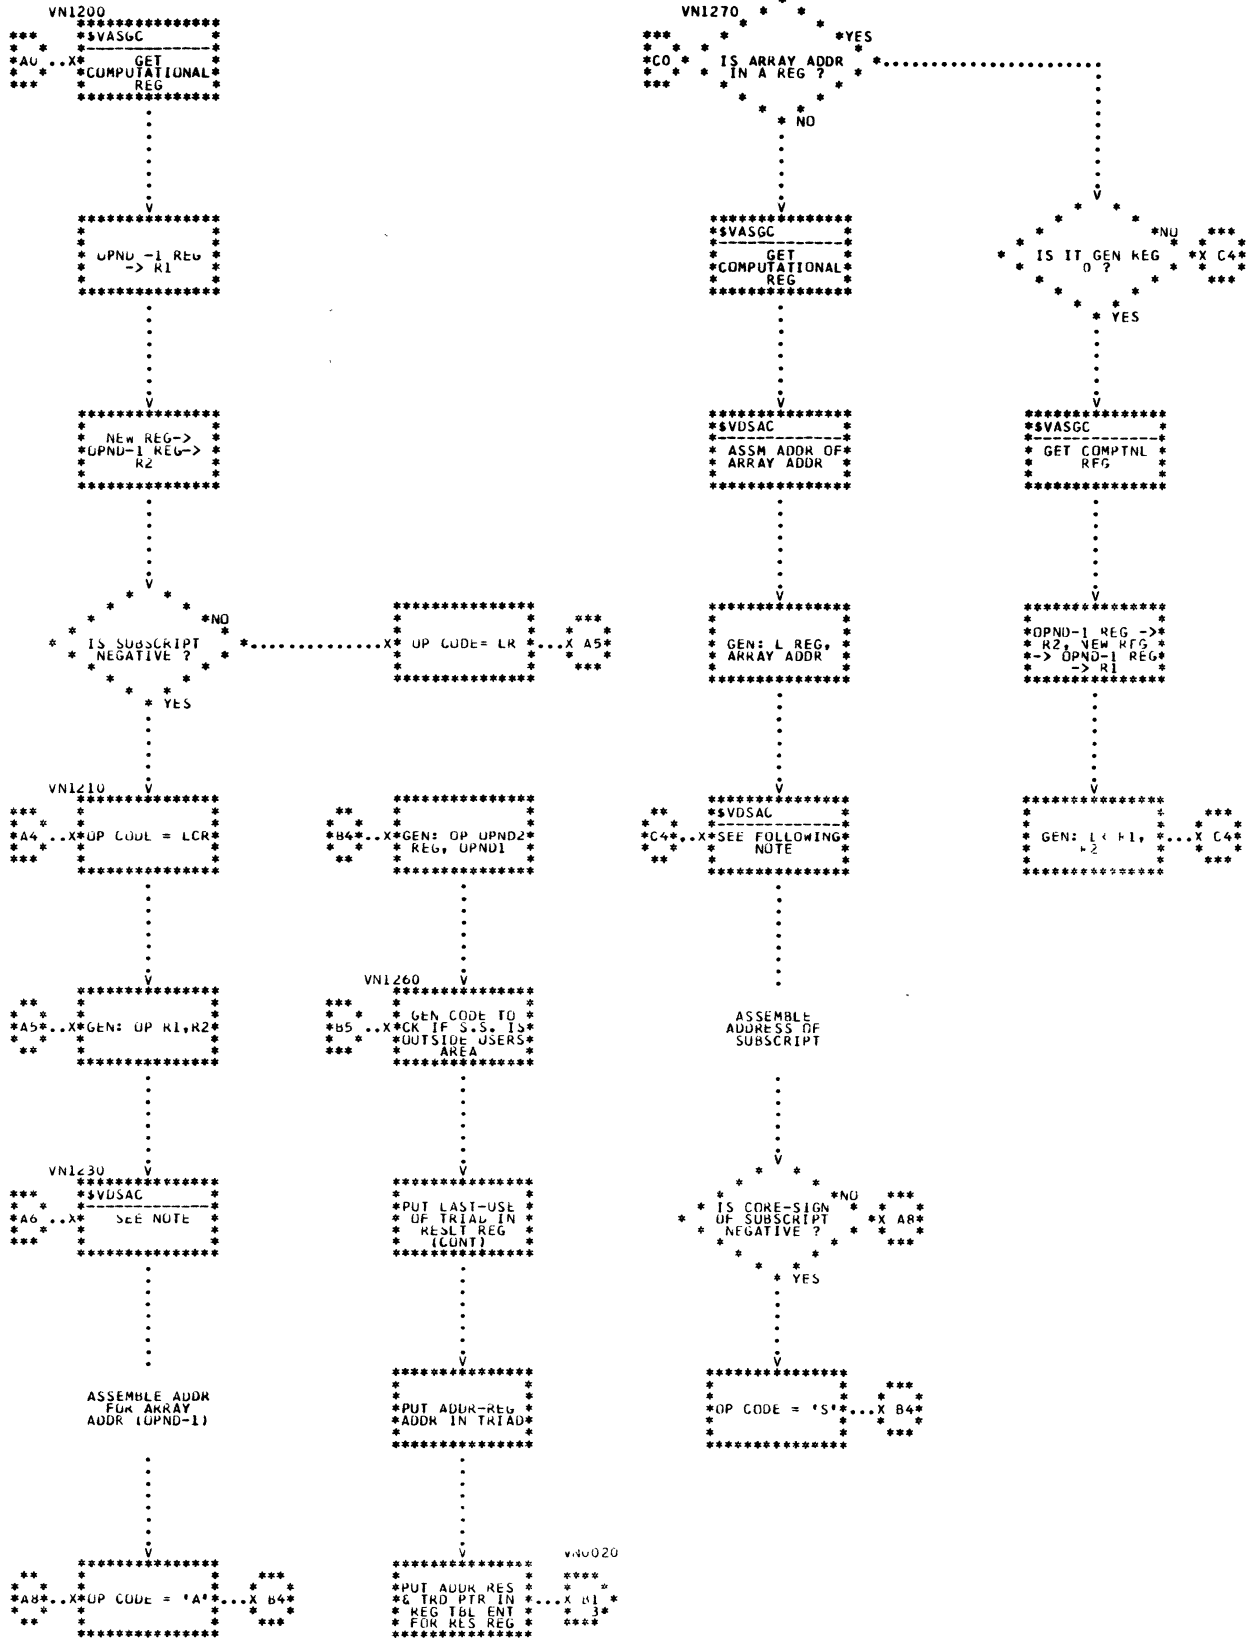 VN1200
$VASGC
A0
GET
COMPUTATIONAL
REG
OPND -1 REG
-> R1
NEW REG->
OPND-1 REG->
R2
NO
IS SUBSCRIPT
NEGATIVE ?
YES
OP CODE= LR
A5
VN1210
A4
OP CODE = LCR
A5
GEN: OP R1,R2
VN1230
$VDSAC
A6
SEE NOTE
ASSEMBLE ADDR
FOR ARRAY
ADDR (OPND-1)
A8
OP CODE = 'A'
B4
B4
GEN: OP OPND2
REG, OPND1
VN1260
B5
GEN CODE TO
CK IF S.S. IS
OUTSIDE USERS
AREA
PUT LAST-USE
OF TRIAD IN
RESLT REG
(CONT)
PUT ADDR-REG
ADDR IN TRIAD
VN0020
PUT ADDR RES
& TRD PTR IN
REG TBL ENT
FOR RES REG
B1
3
VN1270
YES
C0
IS ARRAY ADDR
IN A REG ?
NO
$VASGC
GET
COMPUTATIONAL
REG
$VDSAC
ASSM ADDR OF
ARRAY ADDR
GEN: L REG,
ARRAY ADDR
$VDSAC
C4
SEE FOLLOWING
NOTE
ASSEMBLE
ADDRESS OF
SUBSCRIPT
NO
IS CORE-SIGN
OF SUBSCRIPT
NEGATIVE ?
A8
YES
OP CODE = 'S'
B4
NO
IS IT GEN REG
0 ?
C4
YES
$VASGC
GET COMPTNL
REG
OPND-1 REG ->
R2, NEW REG
-> OPND-1 REG
-> R1
GEN: LR R1,
R2
C4